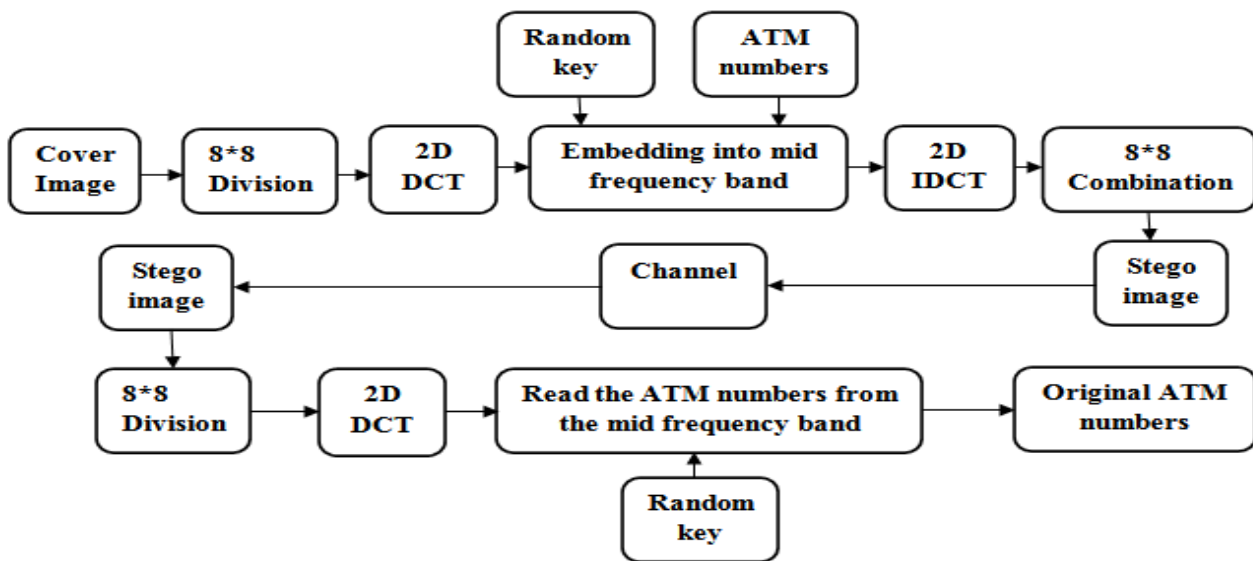 Random
key
ATM
numbers
Cover
Image
8*8
Division
2D
DCT
Embedding into mid
frequency band
2D
IDCT
8*8
Combination
Stego
image
Channel
Stego
image
8*8
Division
2D
DCT
Read the ATM numbers from
the mid frequency band
Original ATM
numbers
Random
key